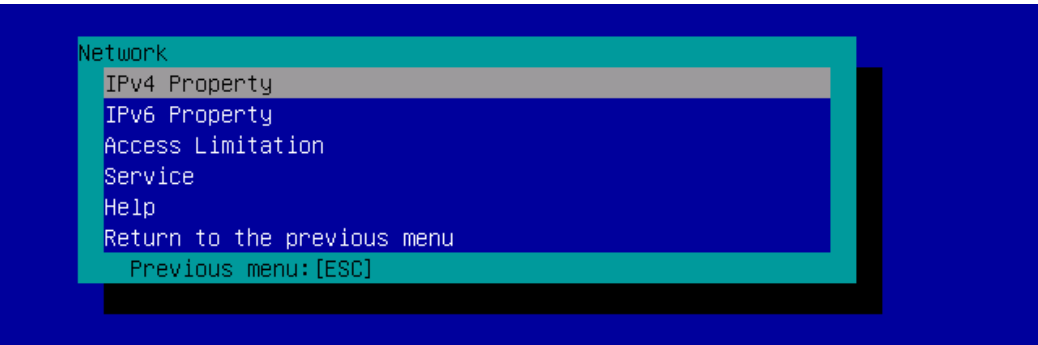 Network
IPv4 Property
IPv6 Property
Access Limitation
Service
Help
Return to the previous menu
Previous menu:[ESC]